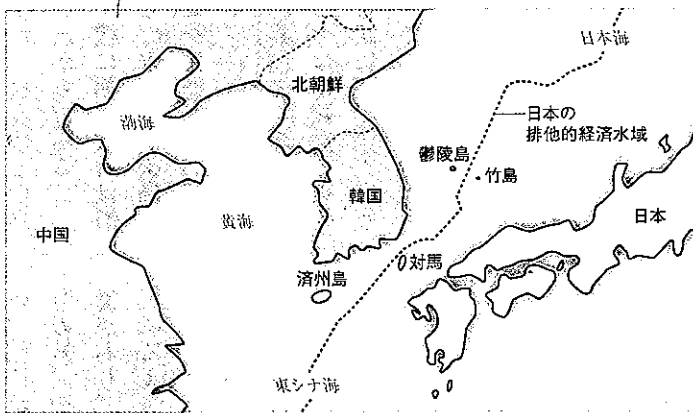 日本海
北朝鮮
渤海
日本の
排他的経済水域
鬱陵島
竹島
韓国
日本
黄海
中国
対馬
済州島
東シナ海